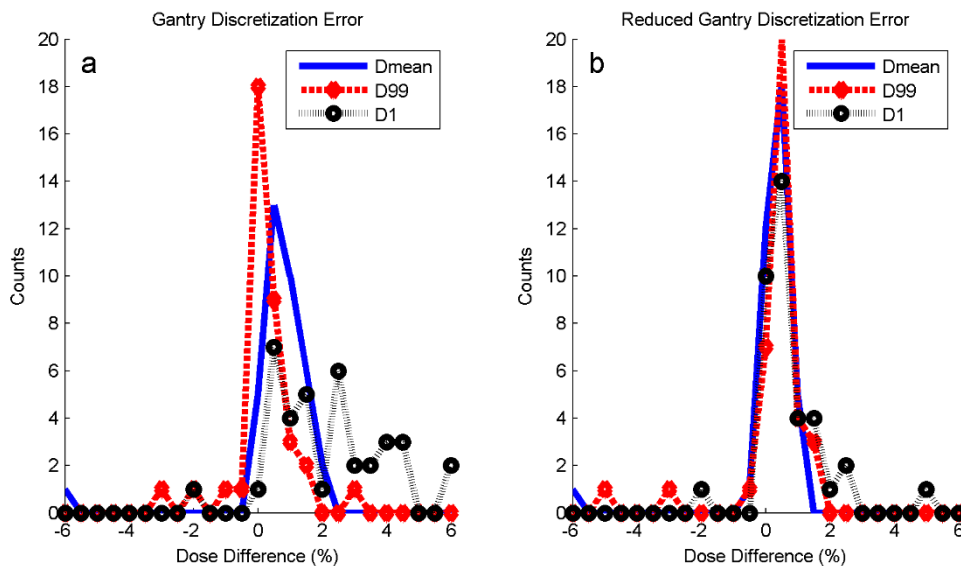 Gantry Discretization Error
a
Dmean
D99
D1
20
18
16
14
12
10
8
6
4
2
0
Counts
-6 -4 -2 0 2 4 6
Dose Difference (%)
Reduced Gantry Discretization Error
b
Dmean
D99
D1
20
18
16
14
12
10
8
6
4
2
0
Counts
-6 -4 -2 0 2 4 6
Dose Difference (%)